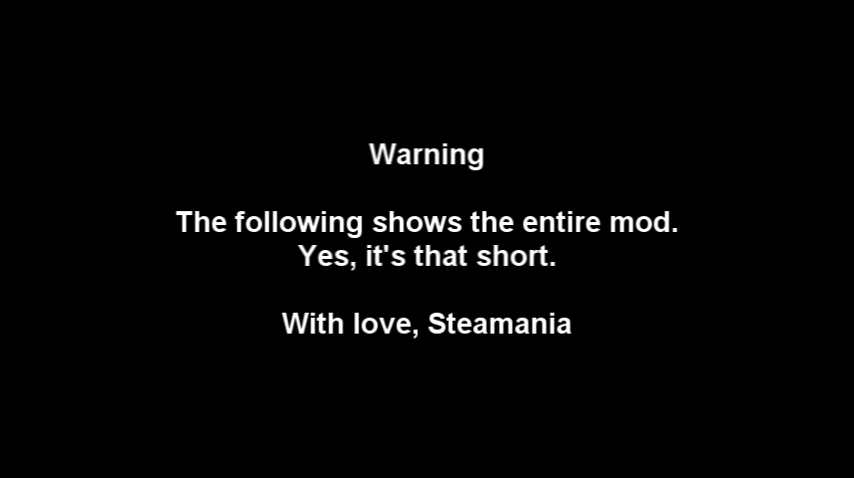 Warning
The following shows the entire mod.
Yes, it's that short.
With love, Steamania